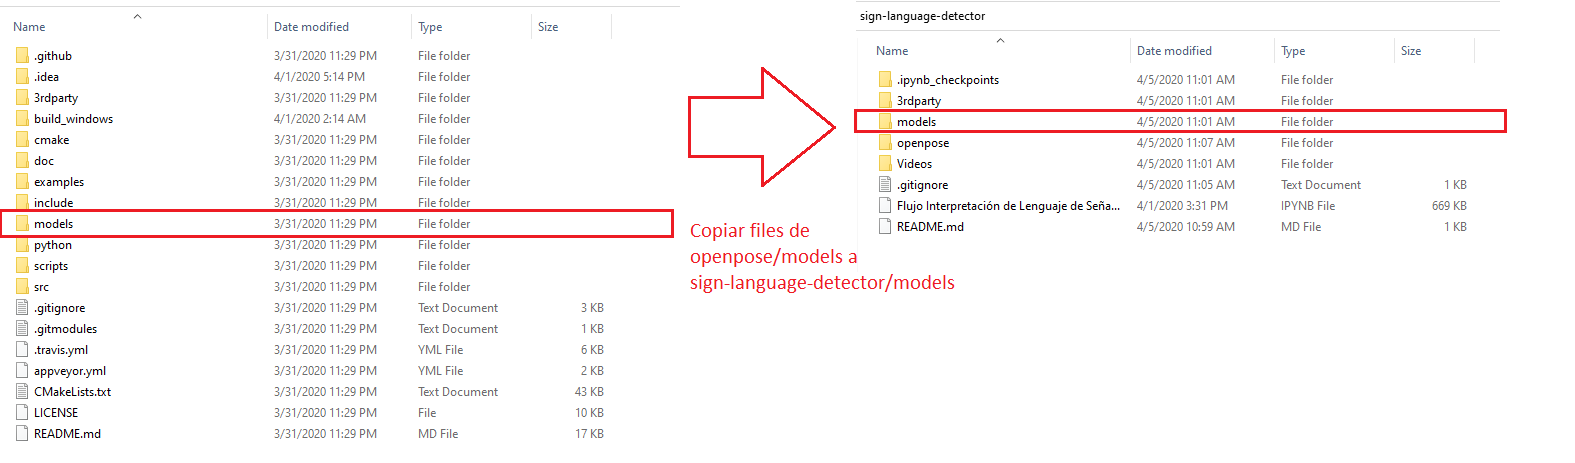 Name Date modified Type Size
.github 3/31/2020 11:29 PM File folder
.idea 4/1/2020 5:14 PM File folder
3rdparty 3/31/2020 11:29 PM File folder
build_windows 4/1/2020 2:14 AM File folder
cmake 3/31/2020 11:29 PM File folder
doc 3/31/2020 11:29 PM File folder
examples 3/31/2020 11:29 PM File folder
include 3/31/2020 11:29 PM File folder
models 3/31/2020 11:29 PM File folder
python 3/31/2020 11:29 PM File folder
scripts 3/31/2020 11:29 PM File folder
src 3/31/2020 11:29 PM File folder
.gitignore 3/31/2020 11:29 PM Text Document 3 KB
.gitmodules 3/31/2020 11:29 PM Text Document 1 KB
.travis.yml 3/31/2020 11:29 PM YML File 6 KB
appveyor.yml 3/31/2020 11:29 PM YML File 2 KB
CMakeLists.txt 3/31/2020 11:29 PM Text Document 43 KB
LICENSE 3/31/2020 11:29 PM File 10 KB
README.md 3/31/2020 11:29 PM MD File 17 KB
Copiar files de
openpose/models a
sign-language-detector/models
sign-language-detector
Name Date modified Type Size
.ipynb_checkpoints 4/5/2020 11:01 AM File folder
3rdparty 4/5/2020 11:01 AM File folder
models 4/5/2020 11:01 AM File folder
openpose 4/5/2020 11:07 AM File folder
Videos 4/5/2020 11:01 AM File folder
.gitignore 4/5/2020 11:05 AM Text Document 1 KB
Flujo Interpretación de Lenguaje de Seña... 4/1/2020 3:31 PM IPYNB File 669 KB
README.md 4/5/2020 10:59 AM MD File 1 KB